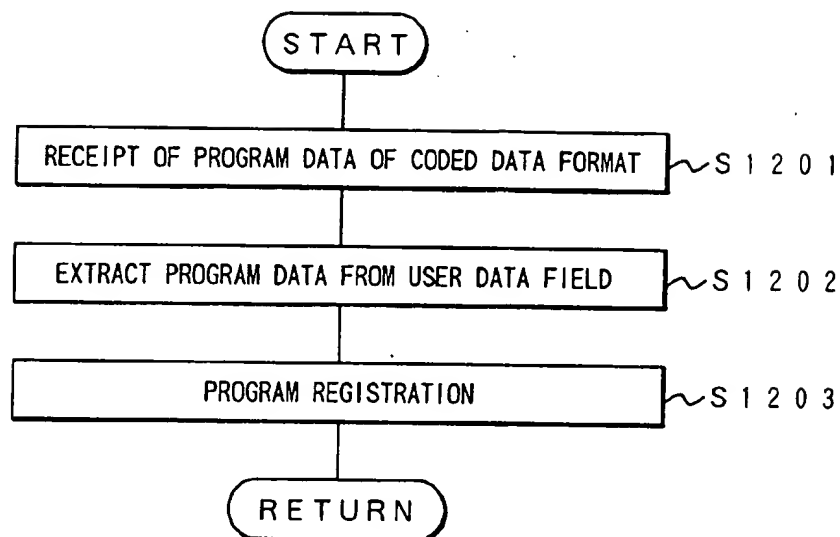 START
RECEIPT OF PROGRAM DATA OF CODED DATA FORMAT S1201
EXTRACT PROGRAM DATA FROM USER DATA FIELD S1202
PROGRAM REGISTRATION S1203
RETURN